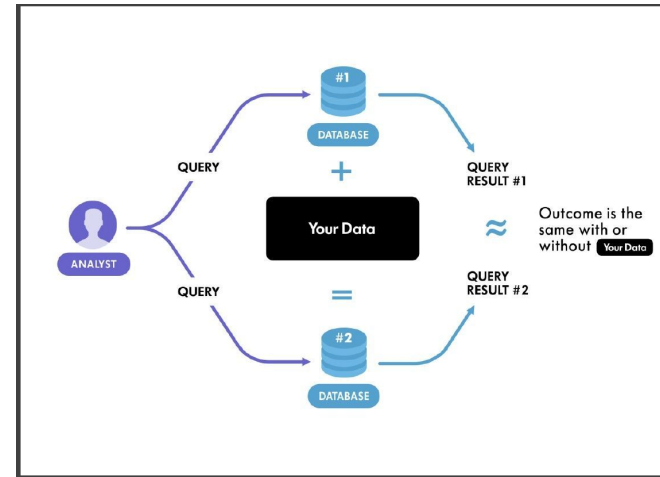 #1
DATABASE
QUERY
+
QUERY
RESULT #1
Your Data
≈
Outcome is the
same with or
without Your Data
ANALYST
QUERY
=
QUERY
RESULT #2
#2
DATABASE